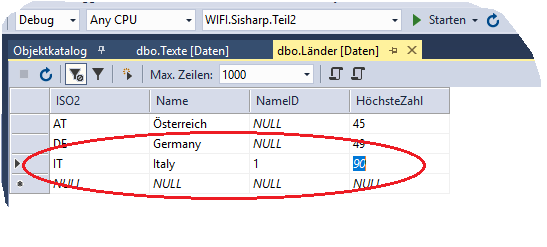 Debug Any CPU WIFI.Sisharp.Teil2 Starten
Objektkatalog dbo.Texte [Daten] dbo.Länder [Daten]
Max. Zeilen: 1000
ISO2 Name NameID HöchsteZahl
AT Österreich NULL 45
DE Germany NULL 49
IT Italy 1 90
NULL NULL NULL NULL